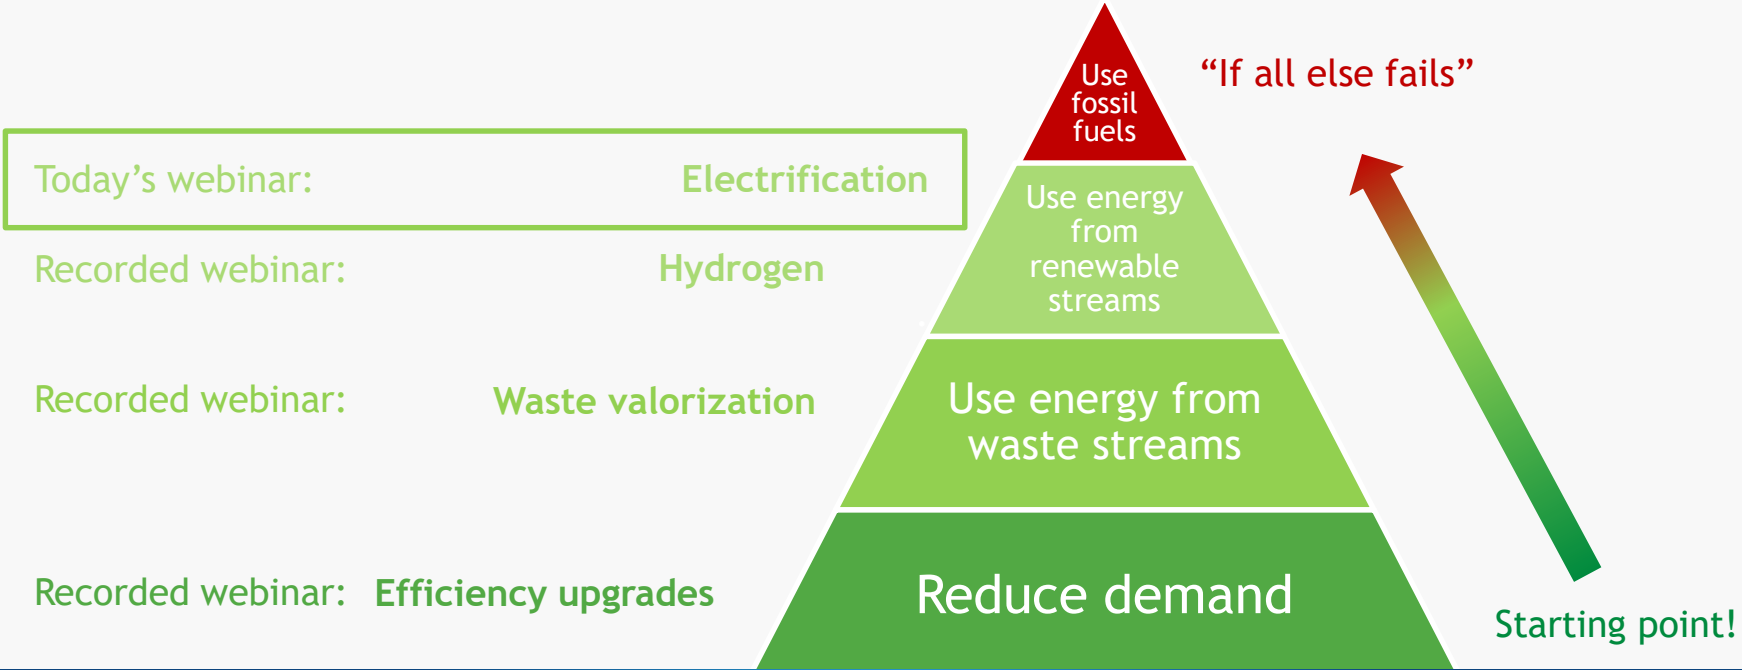 Use
fossil
fuels
“If all else fails”
Today’s webinar: Electrification
Use energy
from
renewable
streams
Recorded webinar: Hydrogen
Recorded webinar: Waste valorization
Use energy from
waste streams
Recorded webinar: Efficiency upgrades
Reduce demand
Starting point!